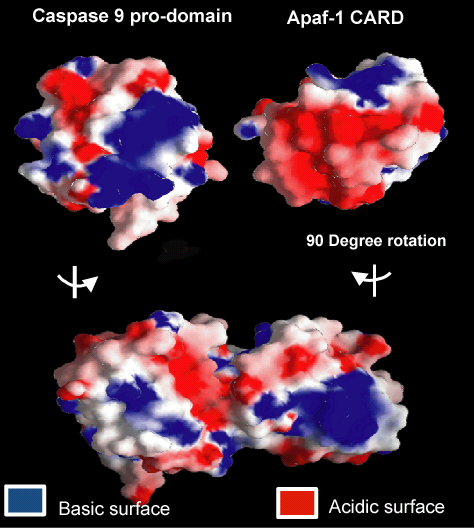 Caspase 9 pro-domain
Apaf-1 CARD
90 Degree rotation
Basic surface
Acidic surface